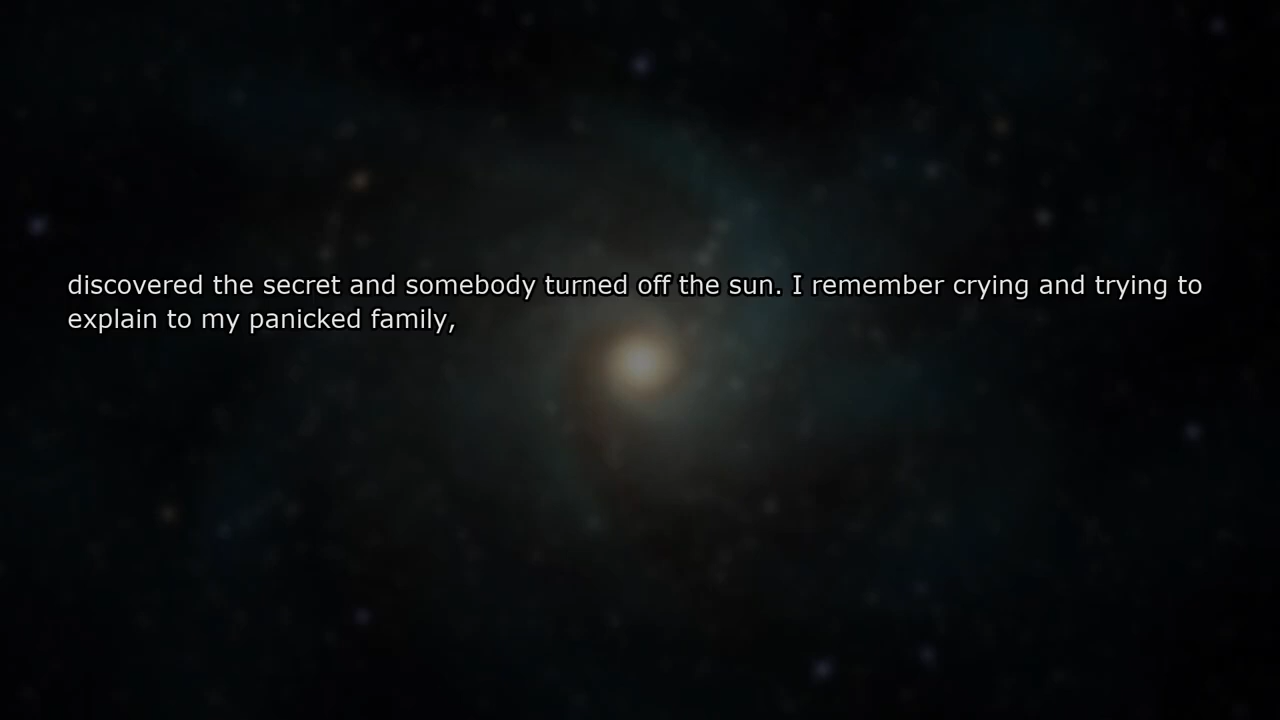 discovered the secret and somebody turned off the sun. I remember crying and trying to
explain to my panicked family,